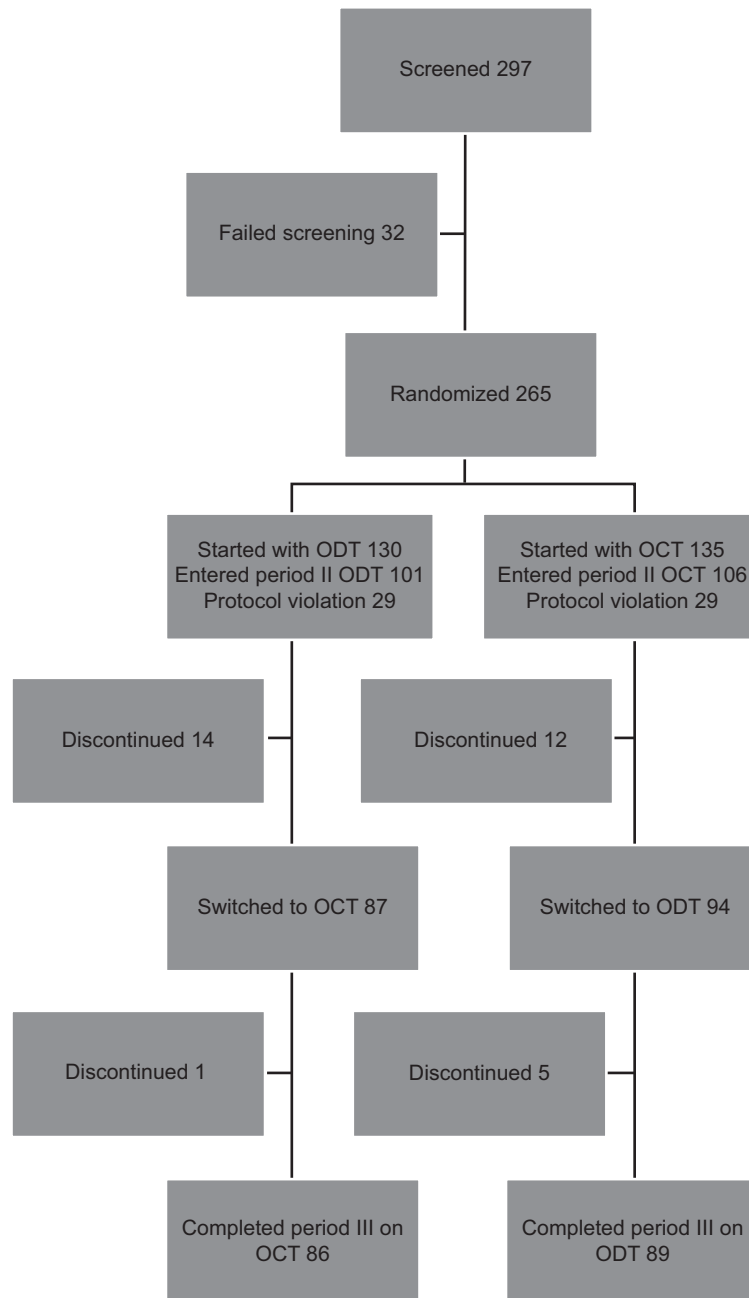 Screened 297
Failed screening 32
Randomized 265
Started with ODT 130
Entered period II ODT 101
Protocol violation 29
Started with OCT 135
Entered period II OCT 106
Protocol violation 29
Discontinued 14
Discontinued 12
Switched to OCT 87
Switched to ODT 94
Discontinued 1
Discontinued 5
Completed period III on
OCT 86
Completed period III on
ODT 89